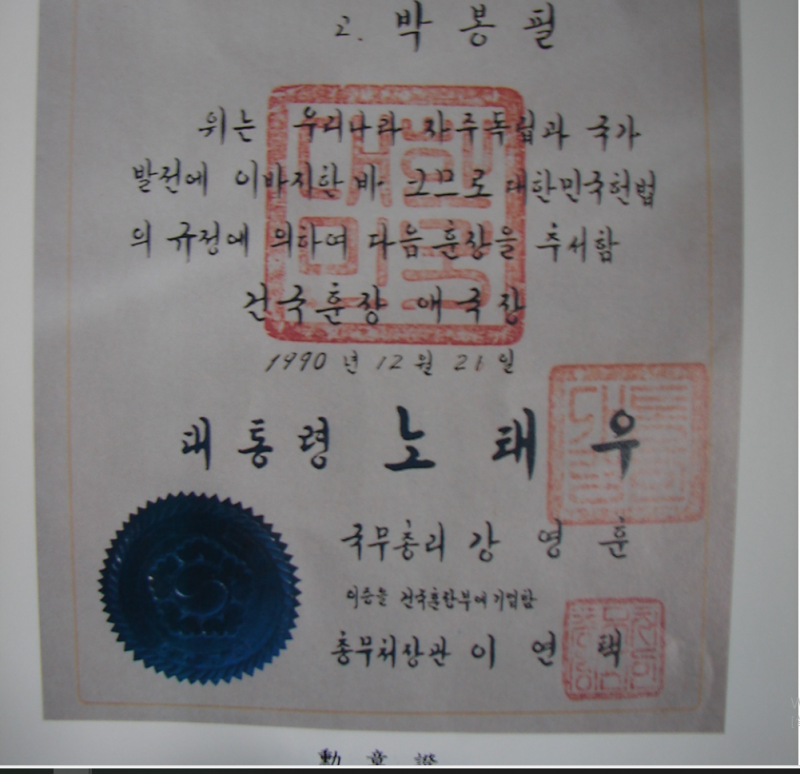 2. 박 봉 필
위는 우리나라 자주독립과 국가
발전에 이바지한 바 크므로 대한민국헌법
의 규정에 의하여 다음 훈장을 추서함
건국훈장 애국장
1990 년 12 월 26 일
대통령 노 태 우
국무총리 강 영 훈
이증을 건국훈장부에 기입함
총무처장관 이 연 택
勳 章 證